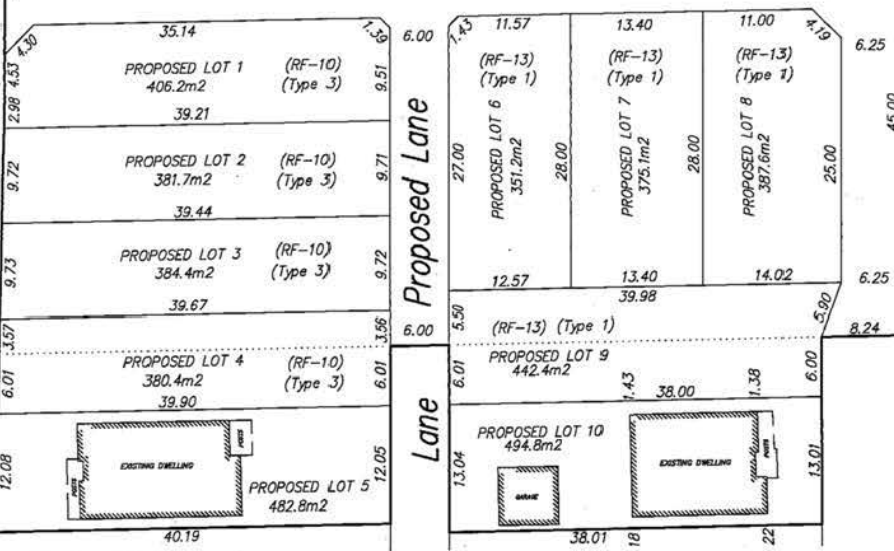 4.30
35.14
1.39
4.53
2.98
PROPOSED LOT 1
406.2m2
(RF-10)
(Type 3)
9.51
39.21
9.72
PROPOSED LOT 2
381.7m2
(RF-10)
(Type 3)
9.71
39.44
9.73
PROPOSED LOT 3
384.4m2
(RF-10)
(Type 3)
9.72
39.67
3.57
3.56
6.01
PROPOSED LOT 4
380.4m2
(RF-10)
(Type 3)
6.01
39.90
12.08
EXISTING DWELLING
POSTS
POSTS
12.05
PROPOSED LOT 5
482.8m2
40.19
6.00
Proposed Lane
6.00
Lane
1.43
11.57
13.40
11.00
4.19
6.25
(RF-13)
(Type 1)
(RF-13)
(Type 1)
(RF-13)
(Type 1)
27.00
PROPOSED LOT 6
351.2m2
28.00
PROPOSED LOT 7
375.1m2
28.00
PROPOSED LOT 8
387.6m2
25.00
45.00
12.57
13.40
14.02
6.25
39.98
5.50
(RF-13) (Type 1)
5.90
8.24
6.01
PROPOSED LOT 9
442.4m2
1.43
38.00
1.38
6.00
13.04
PROPOSED LOT 10
494.8m2
GARAGE
EXISTING DWELLING
POSTS
13.01
38.01
18
22